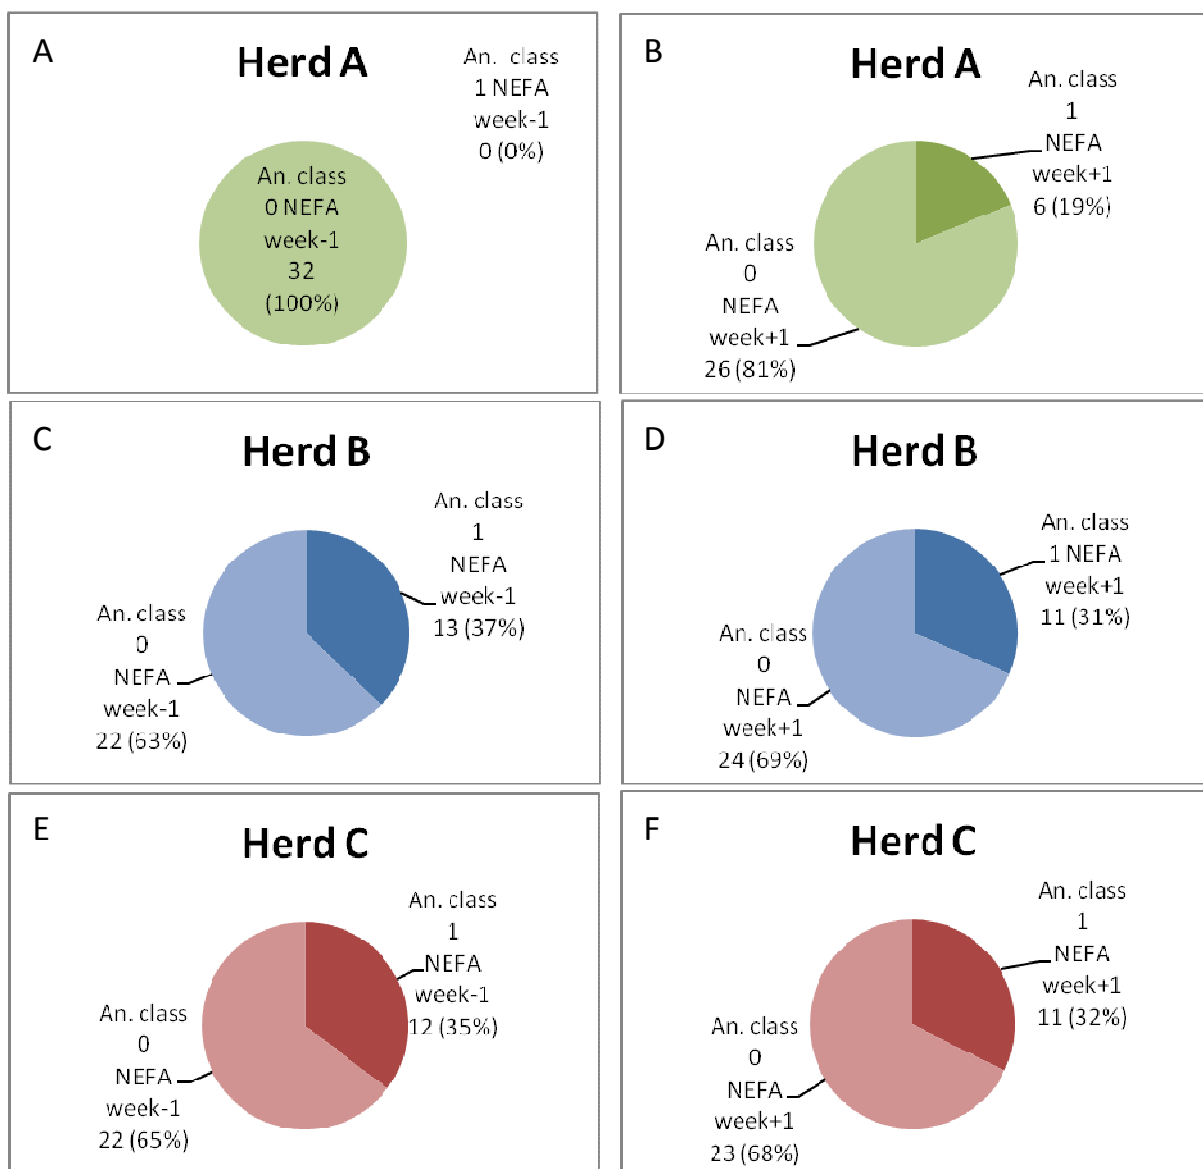 A
Herd A
An. class
1 NEFA
week-1
0 (0%)
An. class
0 NEFA
week-1
32
(100%)
B
Herd A
An. class
1
NEFA
week+1
6 (19%)
An. class
0
NEFA
week+1
26 (81%)
C
Herd B
An. class
1
NEFA
week-1
13 (37%)
An. class
0
NEFA
week-1
22 (63%)
D
Herd B
An. class
1 NEFA
week+1
11 (31%)
An. class
0
NEFA
week+1
24 (69%)
E
Herd C
An. class
1
NEFA
week-1
12 (35%)
An. class
0
NEFA
week-1
22 (65%)
F
Herd C
An. class
1
NEFA
week+1
11 (32%)
An. class
0
NEFA
week+1
23 (68%)